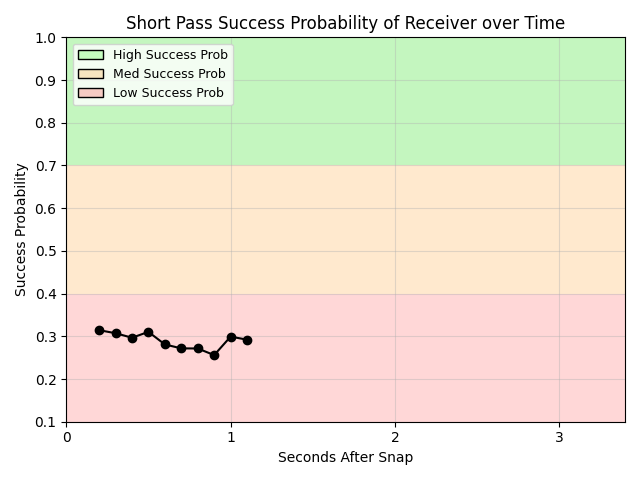 Short Pass Success Probability of Receiver over Time
1.0
0.9
0.8
0.7
0.6
0.5
0.4
0.3
0.2
0.1
Success Probability
High Success Prob
Med Success Prob
Low Success Prob
0 1 2 3
Seconds After Snap